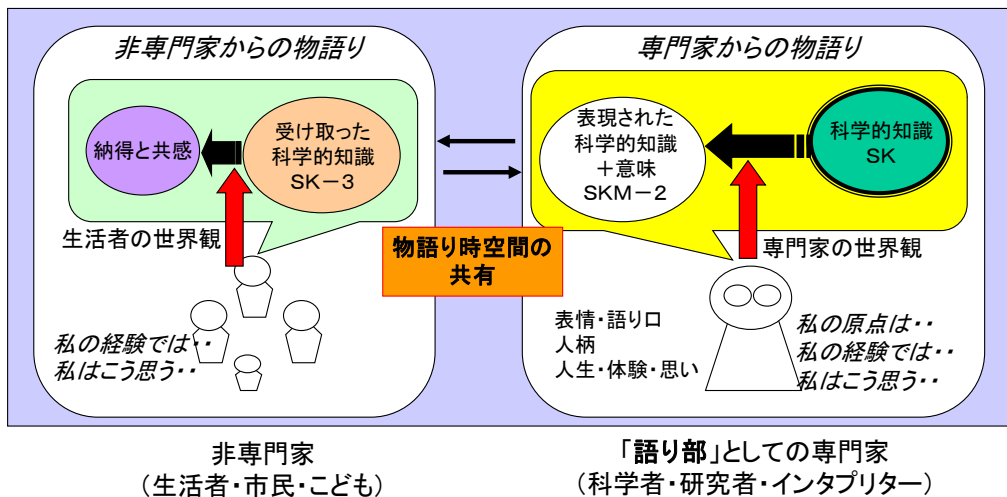 非専門家からの物語り
納得と共感
受け取った
科学的知識
SK－3
生活者の世界観
私の経験では・・
私はこう思う・・
物語り時空間の
共有
専門家からの物語り
表現された
科学的知識
＋意味
SKM－2
科学的知識
SK
専門家の世界観
表情・語り口
人柄
人生・体験・思い
私の原点は・・
私の経験では・・
私はこう思う・・
非専門家
（生活者・市民・こども）
「語り部」としての専門家
（科学者・研究者・インタプリター）